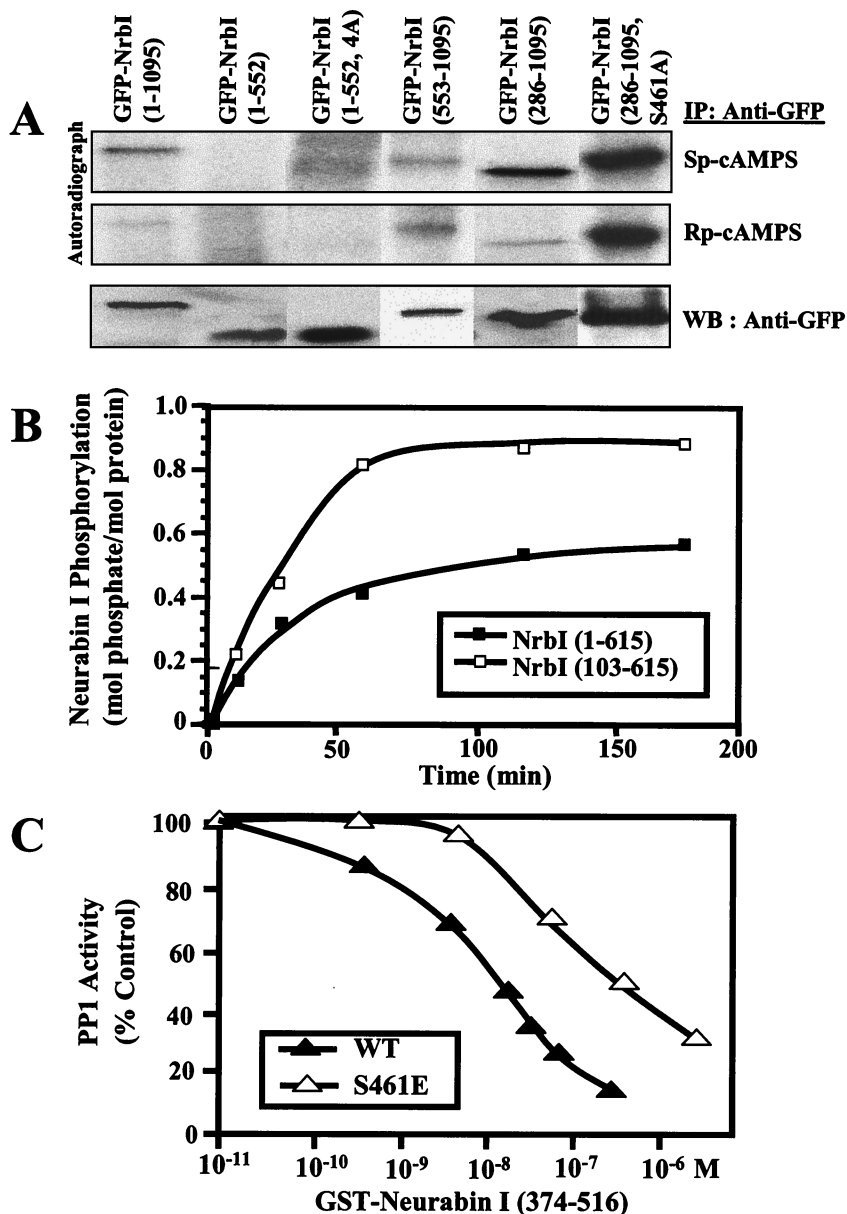 GFP-NrbI
(1-1095)
GFP-NrbI
(1-552)
GFP-NrbI
(1-552, 4A)
GFP-NrbI
(553-1095)
GFP-NrbI
(286-1095)
GFP-NrbI
(286-1095,
S461A)
A
IP: Anti-GFP
Autoradiograph
Sp-cAMPS
Rp-cAMPS
WB : Anti-GFP
B
Neurabin I Phosphorylation
(mol phosphate/mol protein)
1.0
0.8
0.6
0.4
0.2
0
NrbI (1-615)
NrbI (103-615)
0 50 100 150 200
Time (min)
C
PP1 Activity
(% Control)
100
80
60
40
20
0
WT
S461E
10-11 10-10 10-9 10-8 10-7 10-6 M
GST-Neurabin I (374-516)